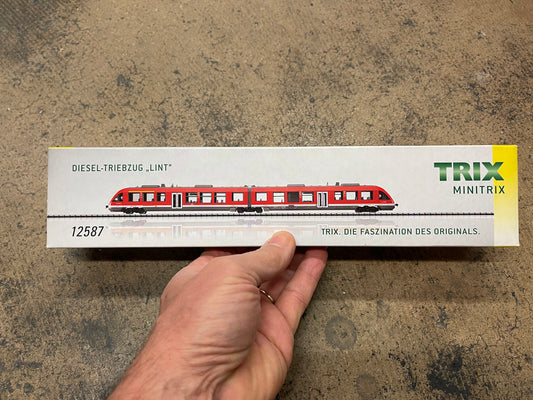 DIESEL-TRIEBZUG „LINT"
TRIX
MINITRIX
12587
TRIX. DIE FASZINATION DES ORIGINALS.